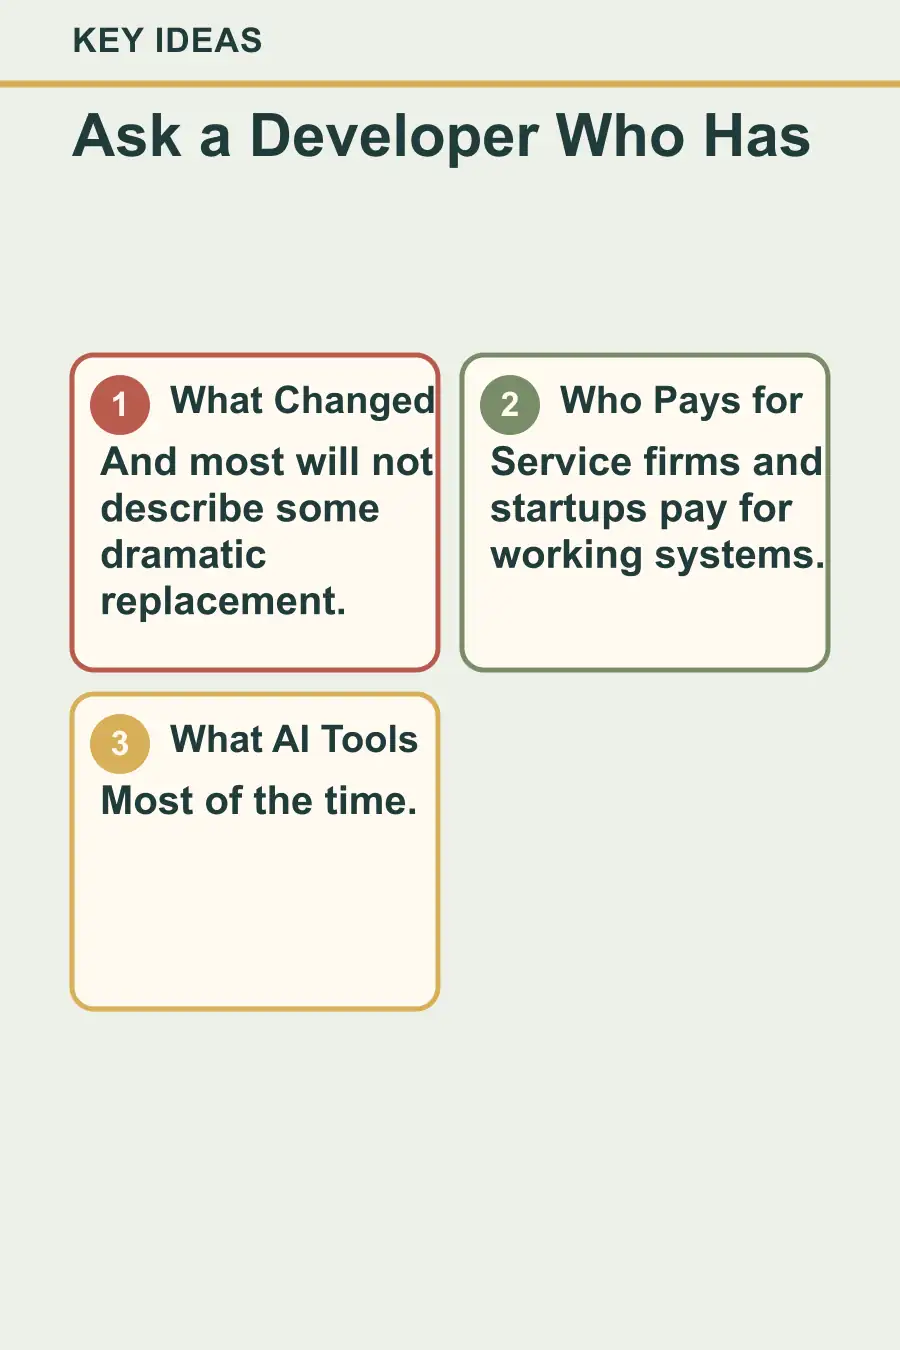 KEY IDEAS
Ask a Developer Who Has
1
What Changed
And most will not
describe some
dramatic
replacement.
2
Who Pays for
Service firms and
startups pay for
working systems.
3
What AI Tools
Most of the time.